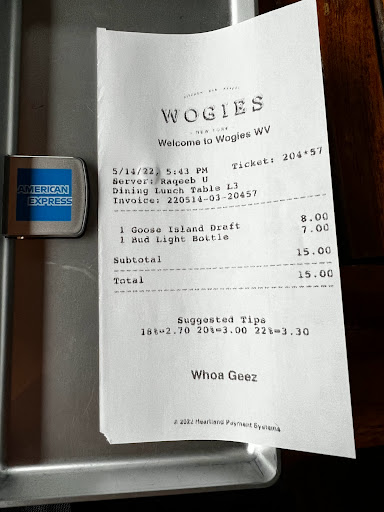 WOGIES
NEW YORK
Welcome to Wogies WV
5/14/22, 5:43 PM Ticket: 204*57
Server: Raqeeb U
Dining Lunch Table L3
Invoice: 220514-03-20457
1 Goose Island Draft 8.00
1 Bud Light Bottle 7.00
Subtotal 15.00
Total 15.00
Suggested Tips
18%=2.70 20%=3.00 22%=3.30
Whoa Geez
© 2022 Heartland Payment Systems
AMERICAN
EXPRESS